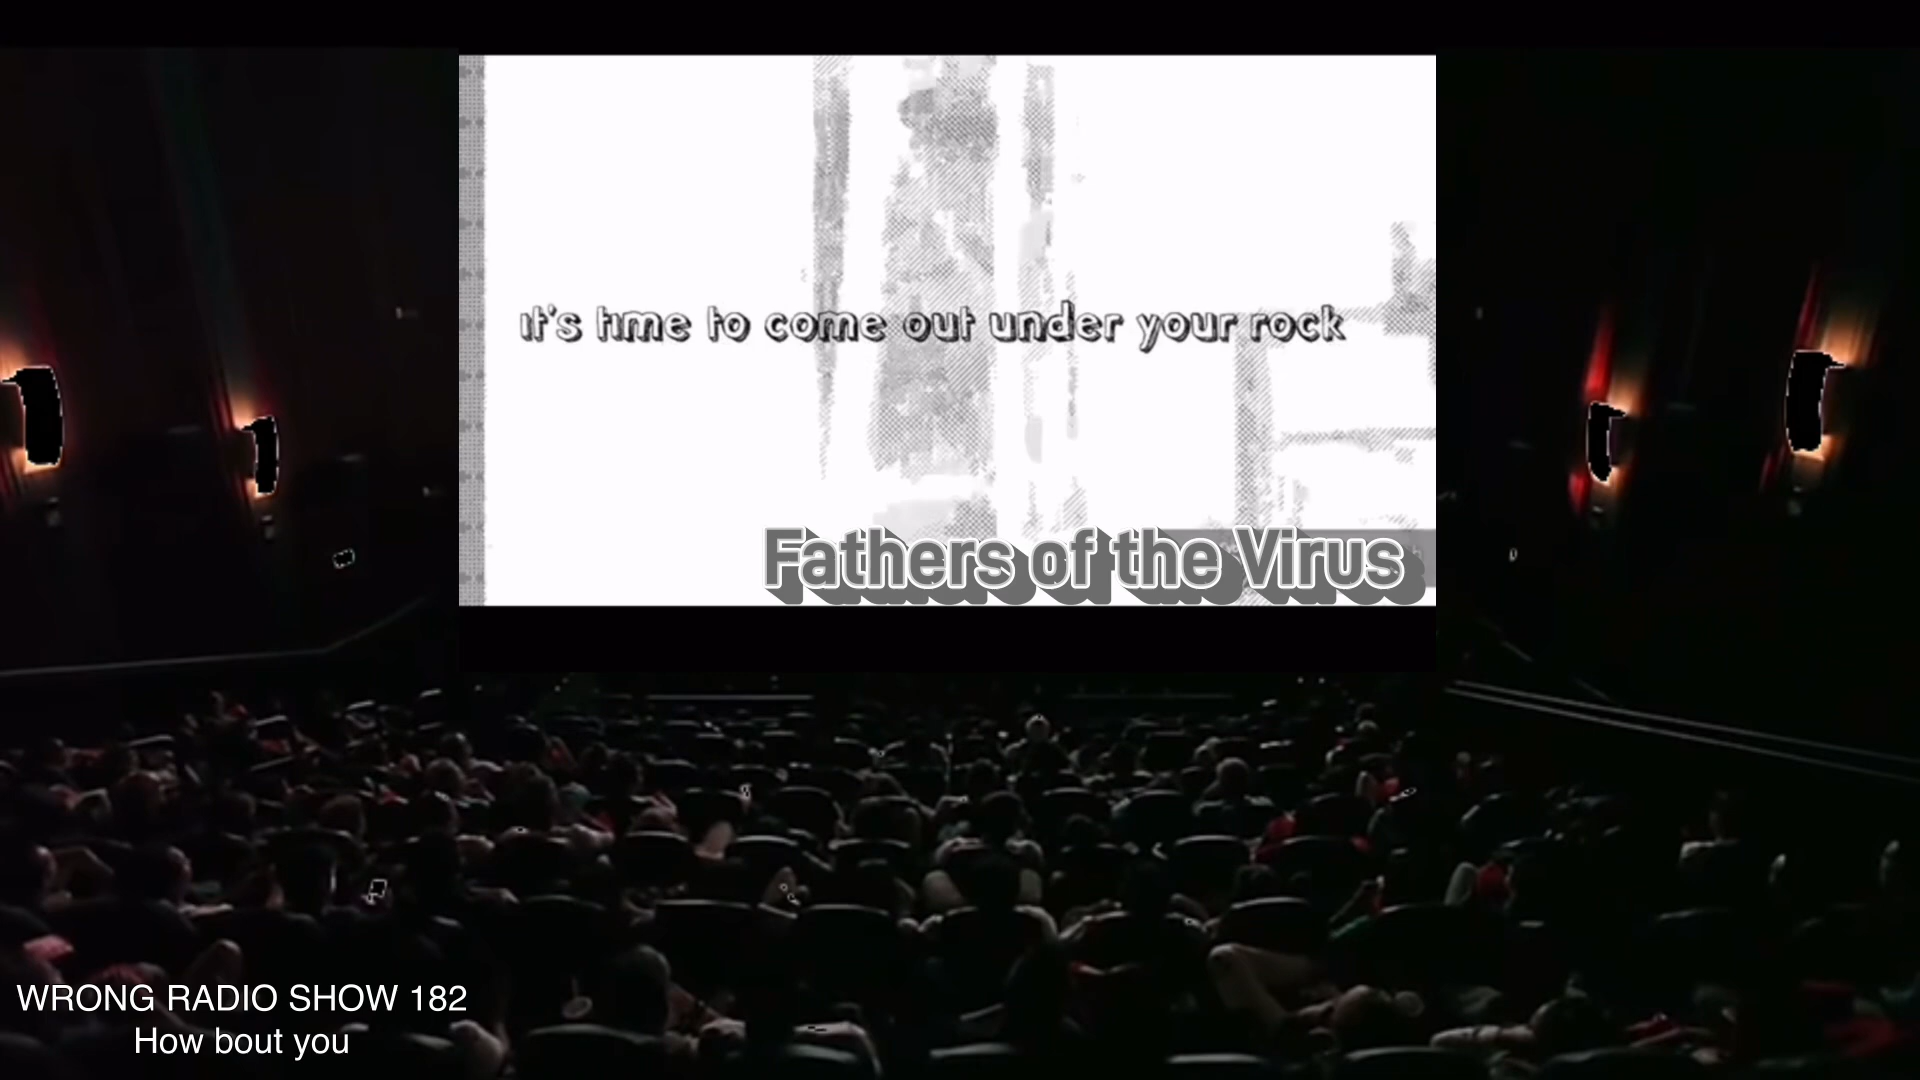 It's time to come out under your rock
Fathers of the Virus
WRONG RADIO SHOW 182
How bout you